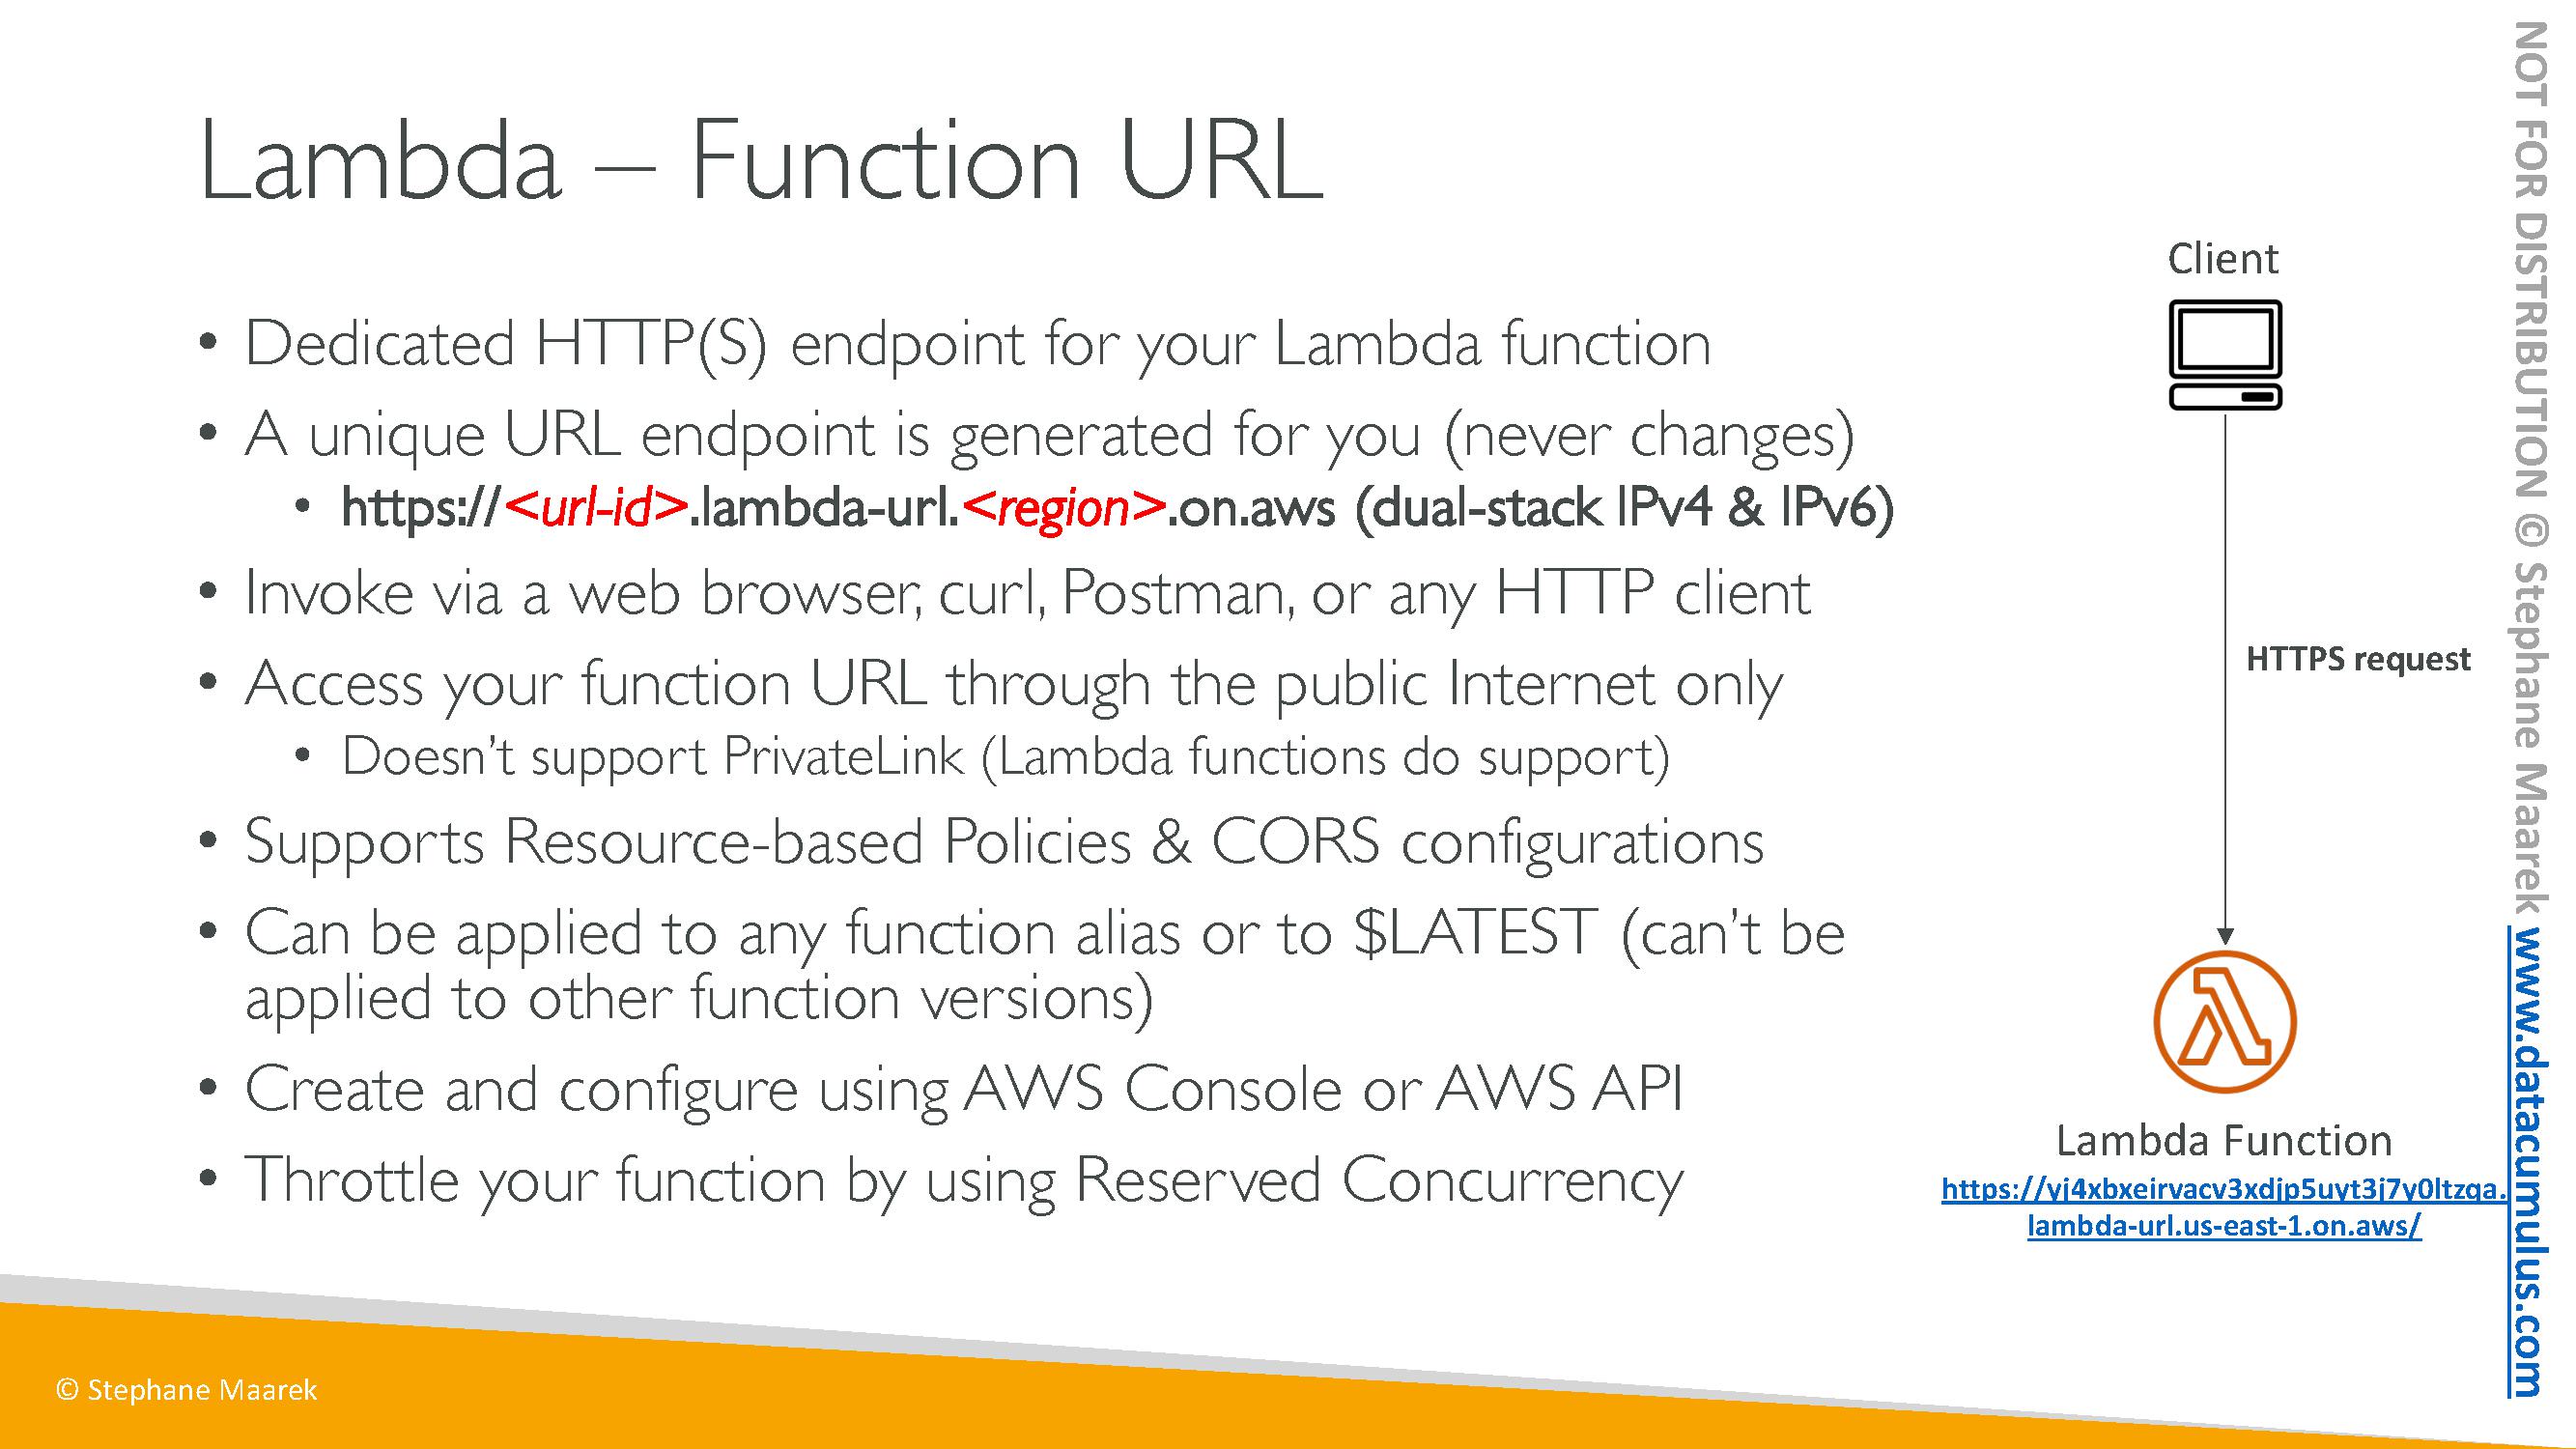 Lambda – Function URL
• Dedicated HTTP(S) endpoint for your Lambda function
• A unique URL endpoint is generated for you (never changes)
• https://<url-id>.lambda-url.<region>.on.aws (dual-stack IPv4 & IPv6)
• Invoke via a web browser, curl, Postman, or any HTTP client
• Access your function URL through the public Internet only
• Doesn't support PrivateLink (Lambda functions do support)
• Supports Resource-based Policies & CORS configurations
• Can be applied to any function alias or to $LATEST (can't be
applied to other function versions)
• Create and configure using AWS Console or AWS API
• Throttle your function by using Reserved Concurrency
Client
HTTPS request
Lambda Function
https://yj4xbxeirvacv3xdjp5uyt3j7y0ltzqa.
lambda-url.us-east-1.on.aws/
NOT FOR DISTRIBUTION © Stephane Maarek www.datacumulus.com
© Stephane Maarek